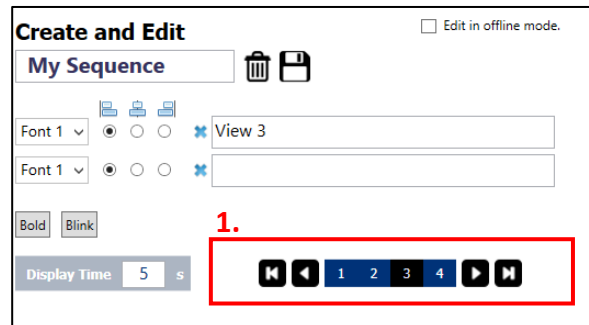 Create and Edit
Edit in offline mode.
My Sequence
Font 1 View 3
Font 1
Bold Blink
1.
Display Time 5 s
1 2 3 4